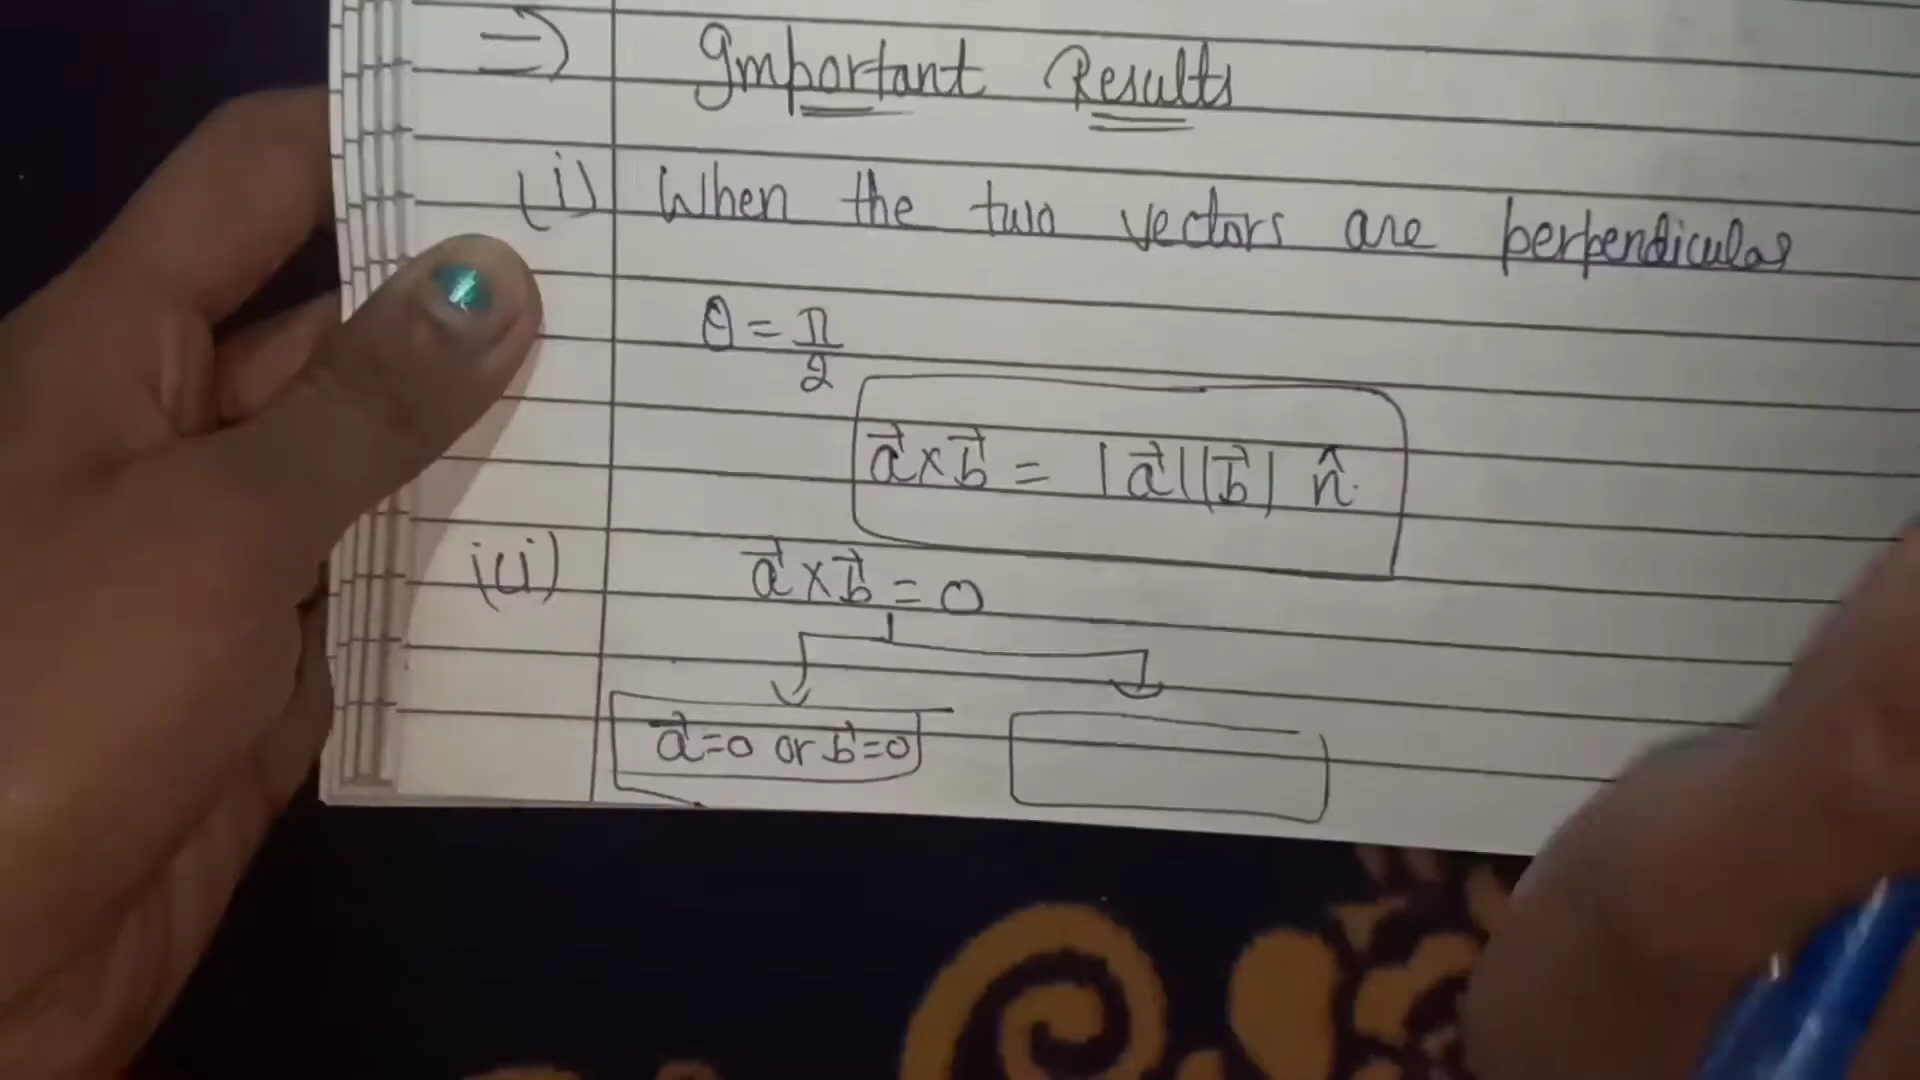 ⇒ Important Results
(i) When the two vectors are perpendicular
θ = π/2
a⃗ × b⃗ = |a⃗||b⃗| n̂.
(ii) a⃗ × b⃗ = 0
a⃗ = 0 or b⃗ = 0